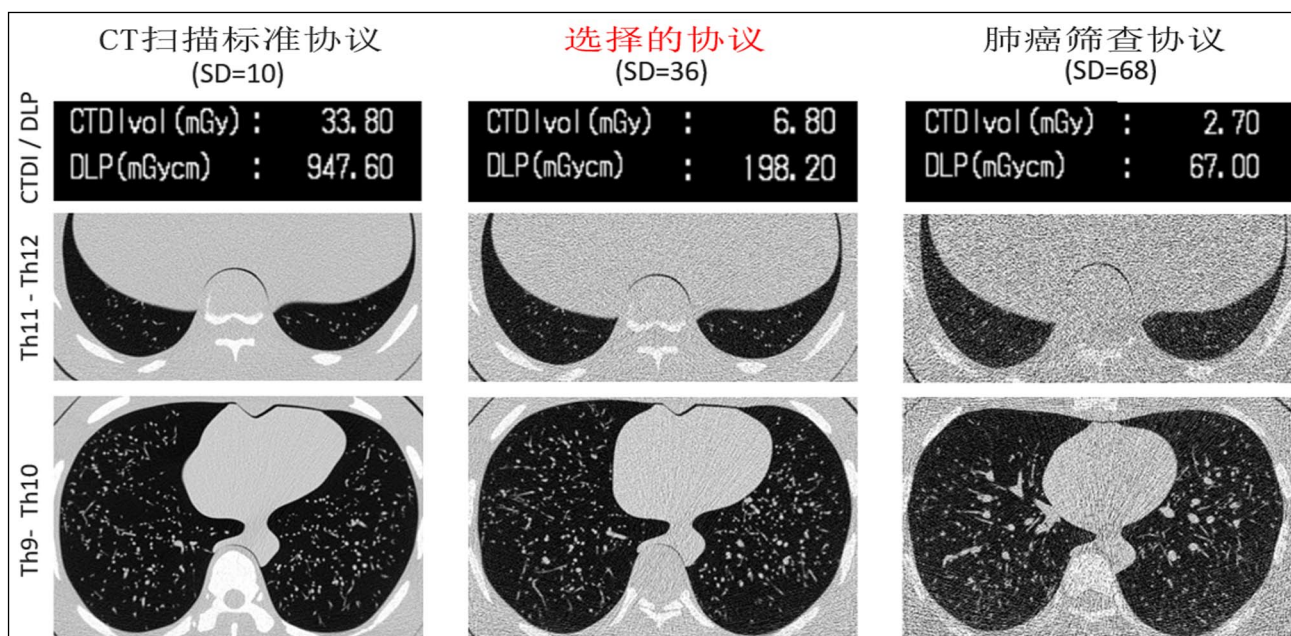 CT扫描标准协议
(SD=10)
选择的协议
(SD=36)
肺癌筛查协议
(SD=68)
CTDI / DLP
CTDIvol(mGy) : 33.80
DLP(mGycm) : 947.60
CTDIvol(mGy) : 6.80
DLP(mGycm) : 198.20
CTDIvol(mGy) : 2.70
DLP(mGycm) : 67.00
Th11 - Th12
Th9- Th10